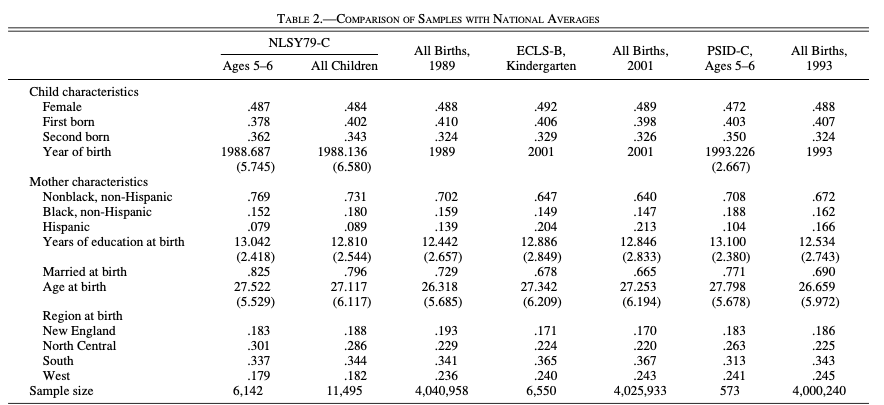 TABLE 2.—COMPARISON OF SAMPLES WITH NATIONAL AVERAGES
NLSY79-C All Births, 1989 ECLS-B, Kindergarten All Births, 2001 PSID-C, Ages 5–6 All Births, 1993
Ages 5–6 All Children
Child characteristics
Female .487 .484 .488 .492 .489 .472 .488
First born .378 .402 .410 .406 .398 .403 .407
Second born .362 .343 .324 .329 .326 .350 .324
Year of birth 1988.687 1988.136 1989 2001 2001 1993.226 1993
(5.745) (6.580) (2.667)
Mother characteristics
Nonblack, non-Hispanic .769 .731 .702 .647 .640 .708 .672
Black, non-Hispanic .152 .180 .159 .149 .147 .188 .162
Hispanic .079 .089 .139 .204 .213 .104 .166
Years of education at birth 13.042 12.810 12.442 12.886 12.846 13.100 12.534
(2.418) (2.544) (2.657) (2.849) (2.833) (2.380) (2.743)
Married at birth .825 .796 .729 .678 .665 .771 .690
Age at birth 27.522 27.117 26.318 27.342 27.253 27.798 26.659
(5.529) (6.117) (5.685) (6.209) (6.194) (5.678) (5.972)
Region at birth
New England .183 .188 .193 .171 .170 .183 .186
North Central .301 .286 .229 .224 .220 .263 .225
South .337 .344 .341 .365 .367 .313 .343
West .179 .182 .236 .240 .243 .241 .245
Sample size 6,142 11,495 4,040,958 6,550 4,025,933 573 4,000,240